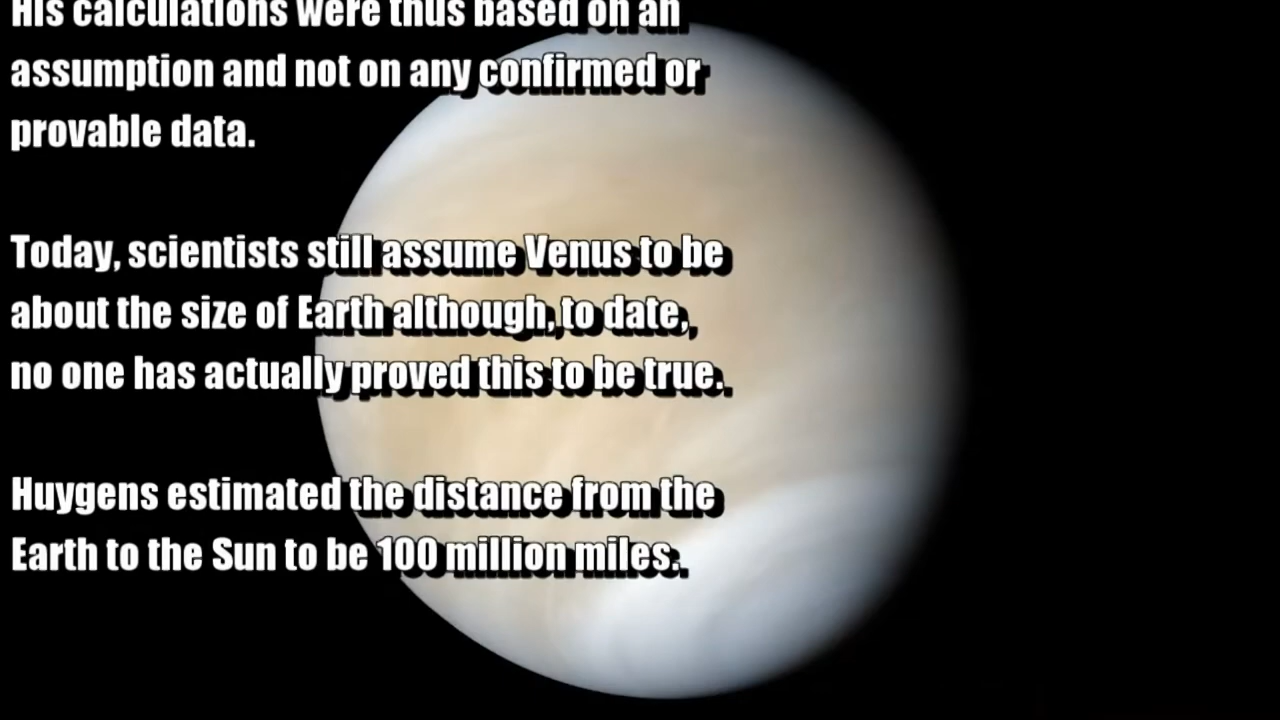 His calculations were thus based on an
assumption and not on any confirmed or
provable data.
Today, scientists still assume Venus to be
about the size of Earth although, to date,
no one has actually proved this to be true.
Huygens estimated the distance from the
Earth to the Sun to be 100 million miles.